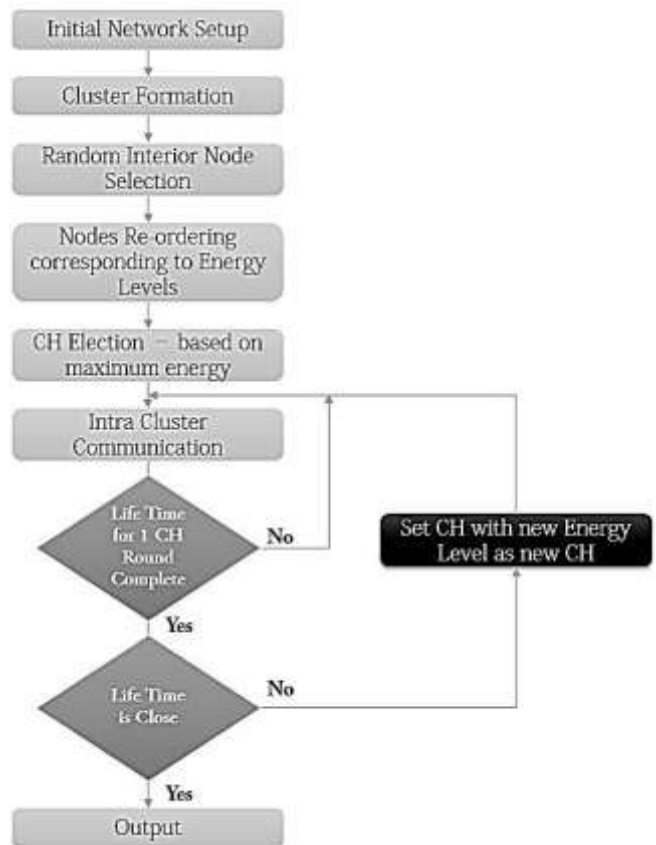 Initial Network Setup
Cluster Formation
Random Interior Node
Selection
Nodes Re-ordering
corresponding to Energy
Levels
CH Election – based on
maximum energy
Intra Cluster
Communication
Life Time
for 1 CH
Round
Complete
No
Set CH with new Energy
Level as new CH
Yes
Life Time
is Close
No
Yes
Output